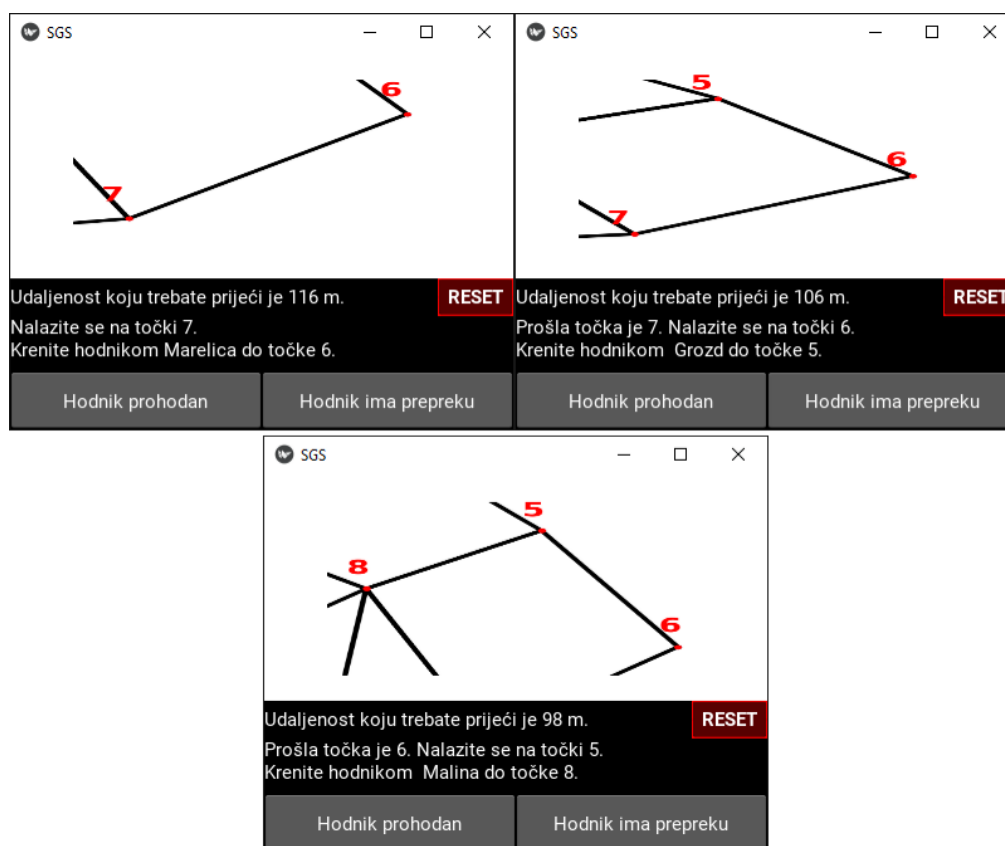 SGS
6
7
Udaljenost koju trebate prijeći je 116 m.
RESET
Nalazite se na točki 7.
Krenite hodnikom Marelica do točke 6.
Hodnik prohodan
Hodnik ima prepreku
SGS
5
6
7
Udaljenost koju trebate prijeći je 106 m.
RESET
Prošla točka je 7. Nalazite se na točki 6.
Krenite hodnikom  Grozd do točke 5.
Hodnik prohodan
Hodnik ima prepreku
SGS
5
8
6
Udaljenost koju trebate prijeći je 98 m.
RESET
Prošla točka je 6. Nalazite se na točki 5.
Krenite hodnikom  Malina do točke 8.
Hodnik prohodan
Hodnik ima prepreku